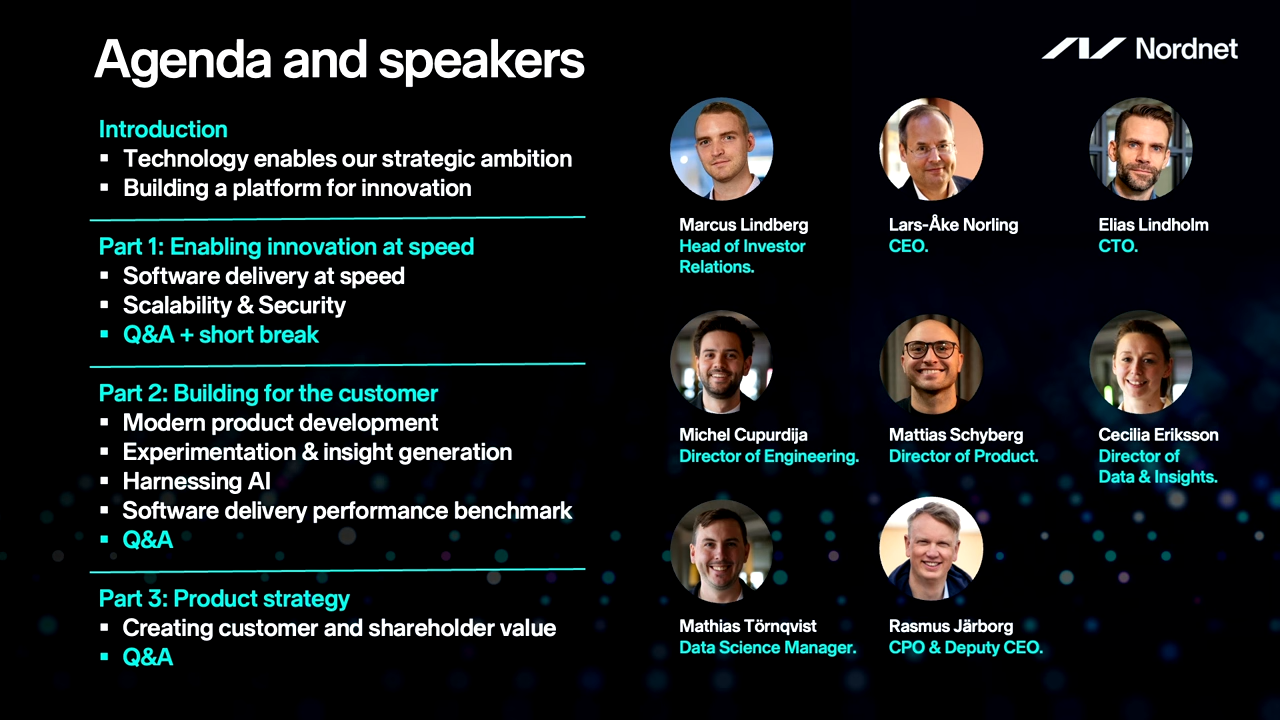 Agenda and speakers
Nordnet
Introduction
▪ Technology enables our strategic ambition
▪ Building a platform for innovation
Part 1: Enabling innovation at speed
▪ Software delivery at speed
▪ Scalability & Security
▪ Q&A + short break
Part 2: Building for the customer
▪ Modern product development
▪ Experimentation & insight generation
▪ Harnessing AI
▪ Software delivery performance benchmark
▪ Q&A
Part 3: Product strategy
▪ Creating customer and shareholder value
▪ Q&A
Marcus Lindberg
Head of Investor
Relations.
Lars-Åke Norling
CEO.
Elias Lindholm
CTO.
Michel Cupurdija
Director of Engineering.
Mattias Schyberg
Director of Product.
Cecilia Eriksson
Director of
Data & Insights.
Mathias Törnqvist
Data Science Manager.
Rasmus Järborg
CPO & Deputy CEO.